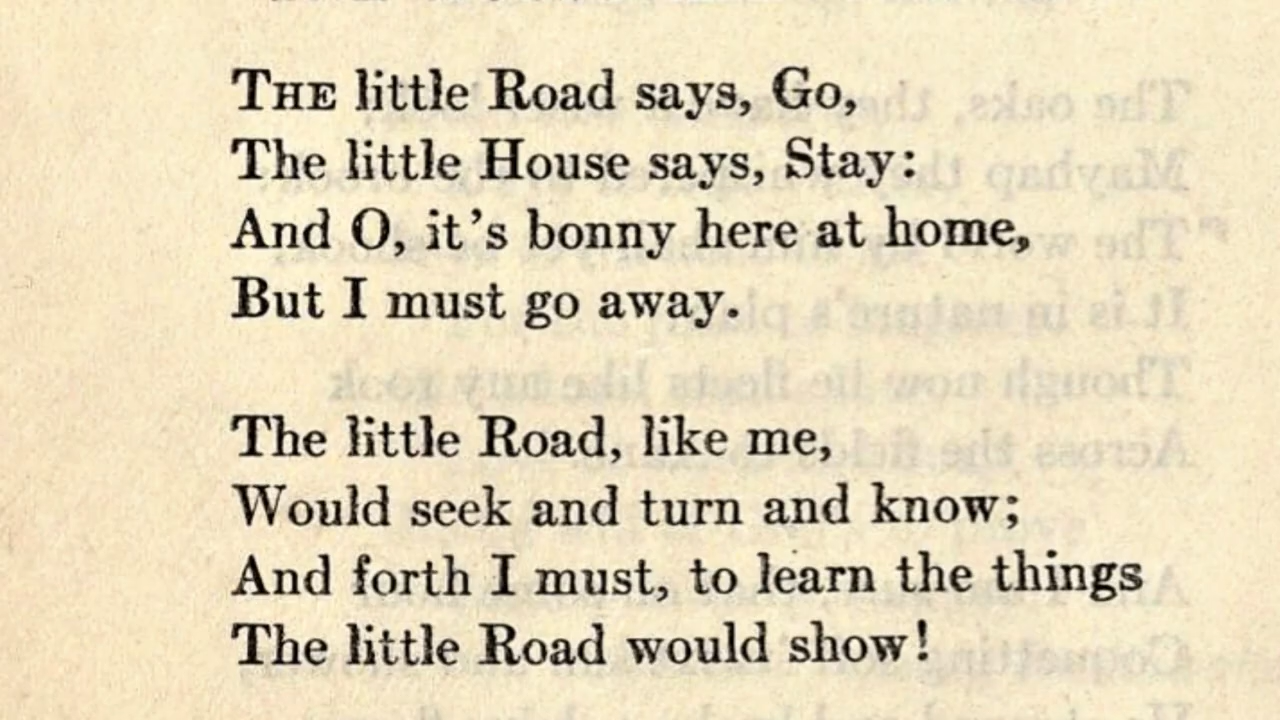 THE little Road says, Go,
The little House says, Stay:
And O, it's bonny here at home,
But I must go away.
The little Road, like me,
Would seek and turn and know;
And forth I must, to learn the things
The little Road would show!